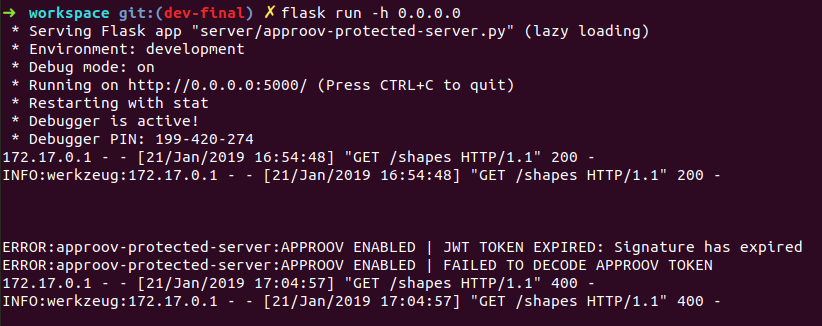 ➜ workspace git:(dev-final) ✗ flask run -h 0.0.0.0
* Serving Flask app "server/approov-protected-server.py" (lazy loading)
* Environment: development
* Debug mode: on
* Running on http://0.0.0.0:5000/ (Press CTRL+C to quit)
* Restarting with stat
* Debugger is active!
* Debugger PIN: 199-420-274
172.17.0.1 - - [21/Jan/2019 16:54:48] "GET /shapes HTTP/1.1" 200 -
INFO:werkzeug:172.17.0.1 - - [21/Jan/2019 16:54:48] "GET /shapes HTTP/1.1" 200 -
ERROR:approov-protected-server:APPROOV ENABLED | JWT TOKEN EXPIRED: Signature has expired
ERROR:approov-protected-server:APPROOV ENABLED | FAILED TO DECODE APPROOV TOKEN
172.17.0.1 - - [21/Jan/2019 17:04:57] "GET /shapes HTTP/1.1" 400 -
INFO:werkzeug:172.17.0.1 - - [21/Jan/2019 17:04:57] "GET /shapes HTTP/1.1" 400 -